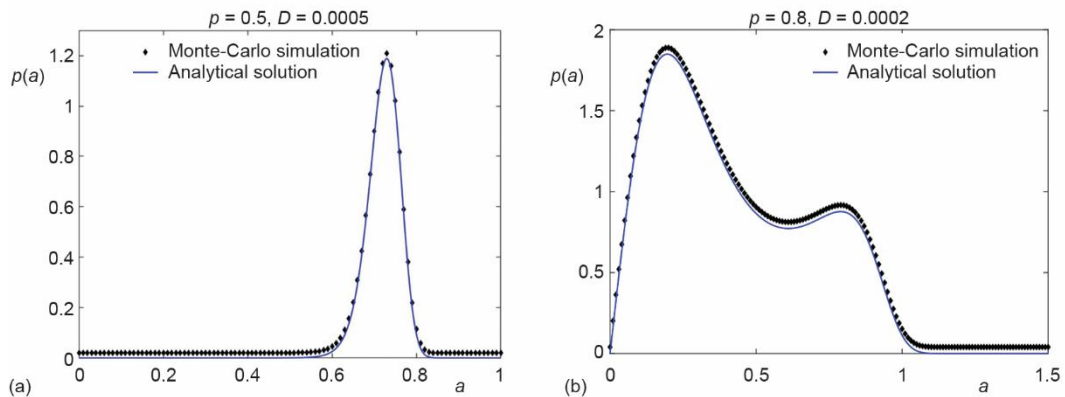 p = 0.5, D = 0.0005
p(a)
1.2
1
0.8
0.6
0.4
0.2
0
Monte-Carlo simulation
Analytical solution
0 0.2 0.4 0.6 0.8 1
(a)
a
p = 0.8, D = 0.0002
p(a)
2
1.5
1
0.5
0
Monte-Carlo simulation
Analytical solution
0 0.5 1 1.5
(b)
a